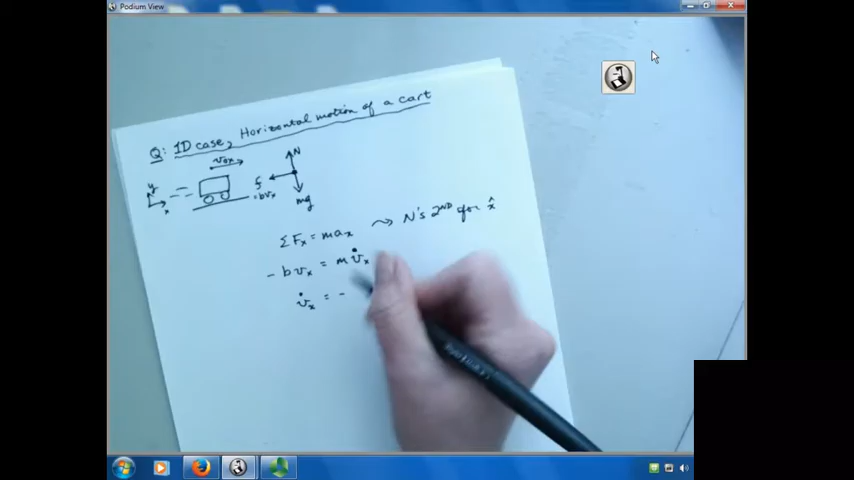 Podium View
Q: 1D case, Horizontal motion of a cart
v₀ₓ
N
y
x
f
= bvₓ
mg
ΣFₓ = maₓ ⇝ N's 2ND for x̂
- bvₓ = mv̇ₓ
v̇ₓ = -